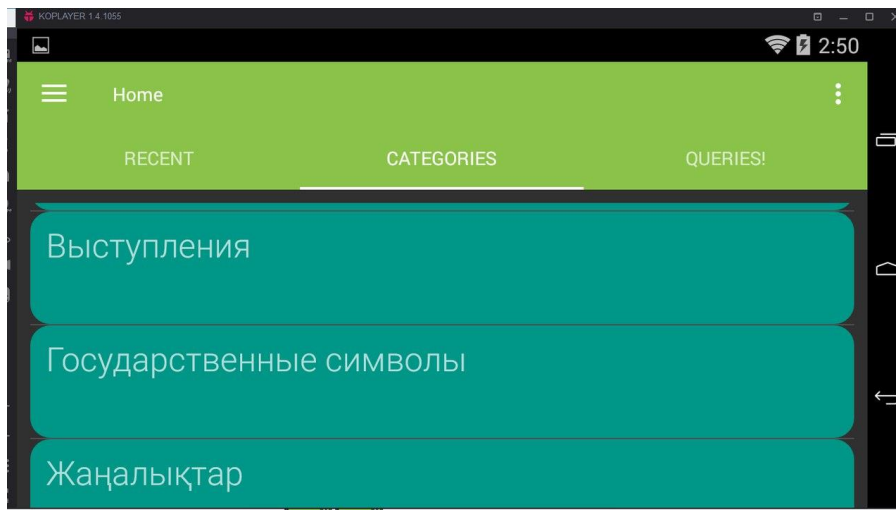 KOPLAYER 1.4.1055
2:50
Home
RECENT
CATEGORIES
QUERIES!
Выступления
Государственные символы
Жаңалықтар